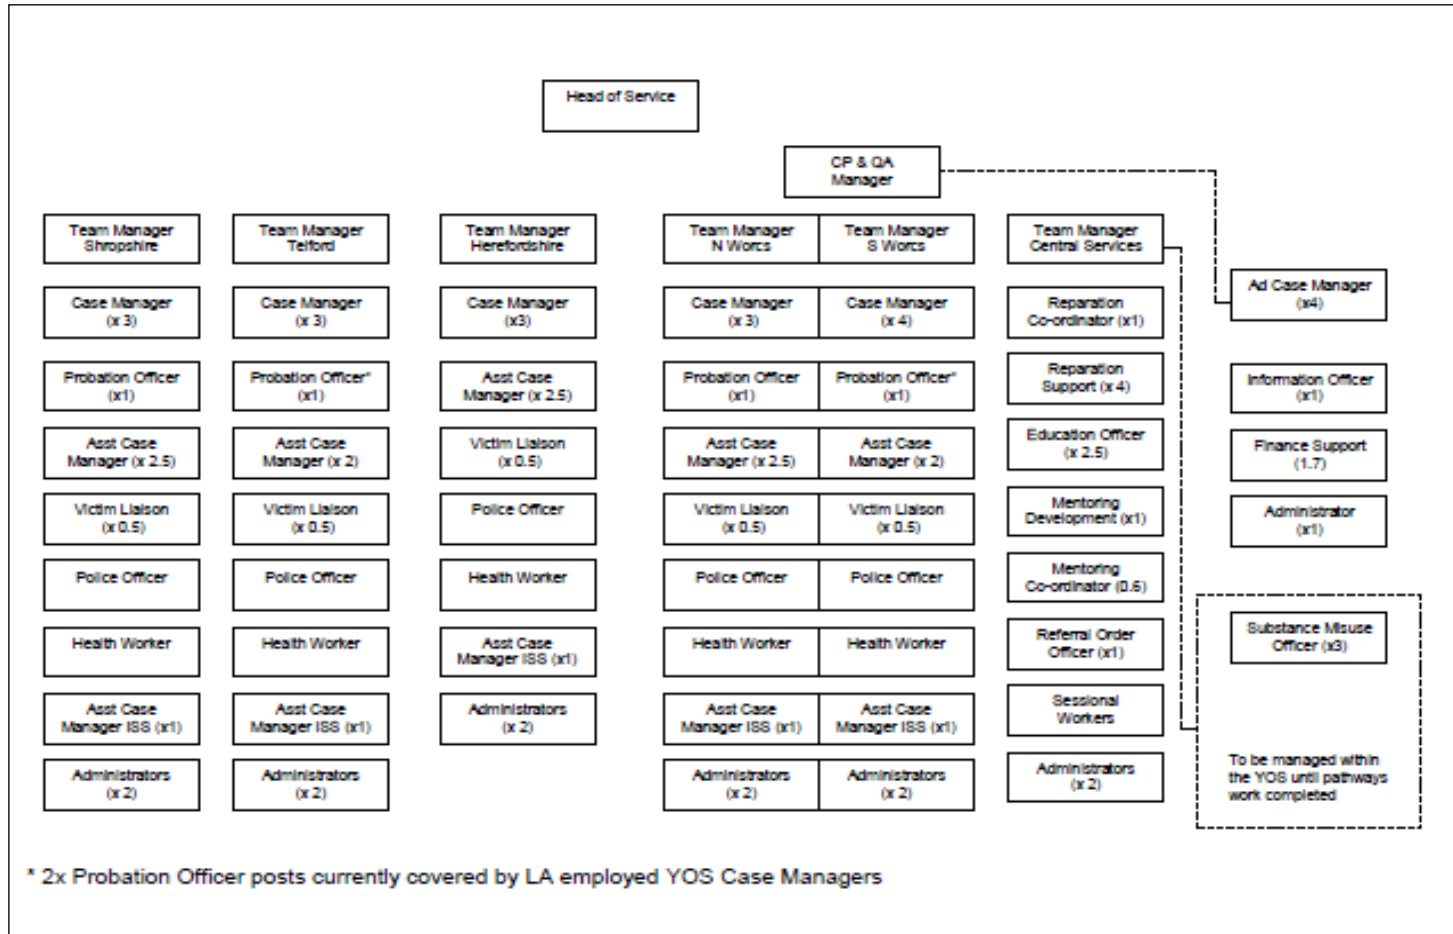 Head of Service
CP & QA
Manager
Team Manager
Shropshire
Team Manager
Telford
Team Manager
Herefordshire
Team Manager
N Worcs
Team Manager
S Worcs
Team Manager
Central Services
Case Manager
(x 3)
Case Manager
(x 3)
Case Manager
(x3)
Case Manager
(x 3)
Case Manager
(x 4)
Reparation
Co-ordinator (x1)
Ad Case Manager
(x4)
Probation Officer
(x1)
Probation Officer*
(x1)
Asst Case
Manager (x 2.5)
Probation Officer
(x1)
Probation Officer*
(x1)
Reparation
Support (x 4)
Information Officer
(x1)
Asst Case
Manager (x 2.5)
Asst Case
Manager (x 2)
Victim Liaison
(x 0.5)
Asst Case
Manager (x 2.5)
Asst Case
Manager (x 2)
Education Officer
(x 2.5)
Finance Support
(1.7)
Victim Liaison
(x 0.5)
Victim Liaison
(x 0.5)
Police Officer
Victim Liaison
(x 0.5)
Victim Liaison
(x 0.5)
Mentoring
Development (x1)
Administrator
(x1)
Police Officer
Police Officer
Health Worker
Police Officer
Police Officer
Mentoring
Co-ordinator (0.5)
Health Worker
Health Worker
Asst Case
Manager ISS (x1)
Health Worker
Health Worker
Referral Order
Officer (x1)
Substance Misuse
Officer (x3)
Asst Case
Manager ISS (x1)
Asst Case
Manager ISS (x1)
Administrators
(x 2)
Asst Case
Manager ISS (x1)
Asst Case
Manager ISS (x1)
Sessional
Workers
Administrators
(x 2)
Administrators
(x 2)
Administrators
(x 2)
Administrators
(x 2)
Administrators
(x 2)
To be managed within
the YOS until pathways
work completed
* 2x Probation Officer posts currently covered by LA employed YOS Case Managers